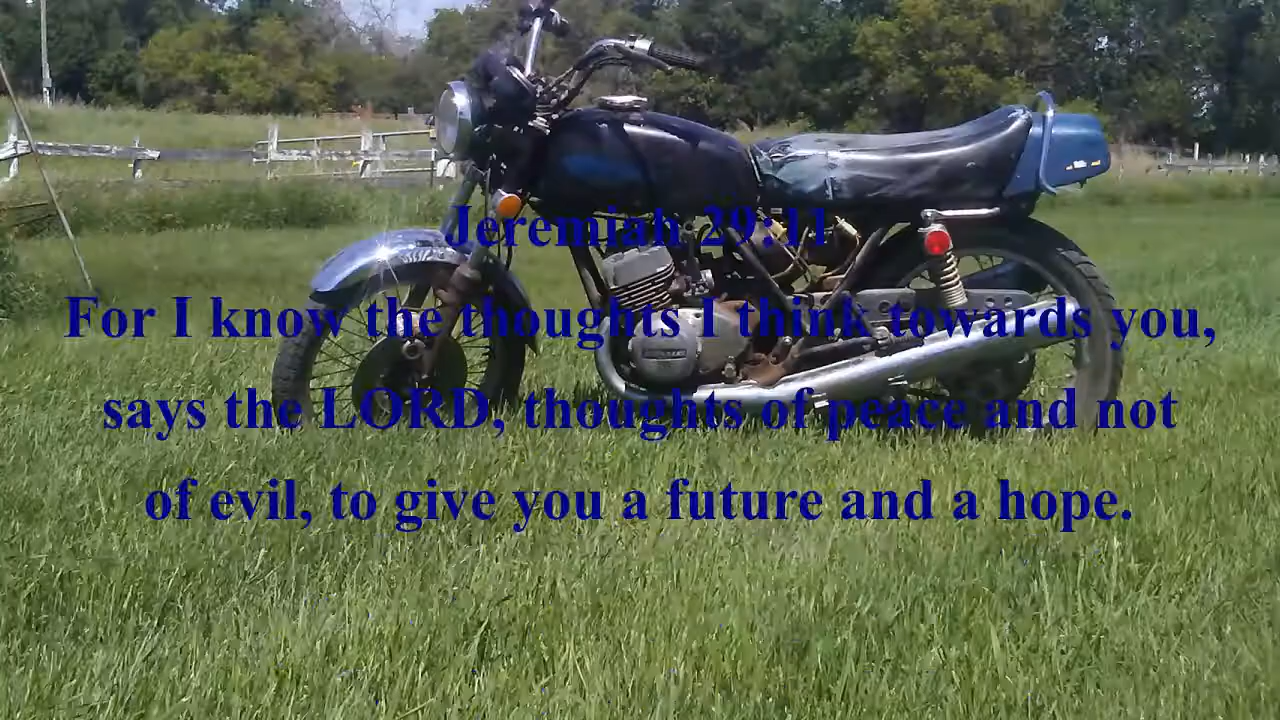 Jeremiah 29:11
For I know the thoughts I think towards you,
says the LORD, thoughts of peace and not
of evil, to give you a future and a hope.